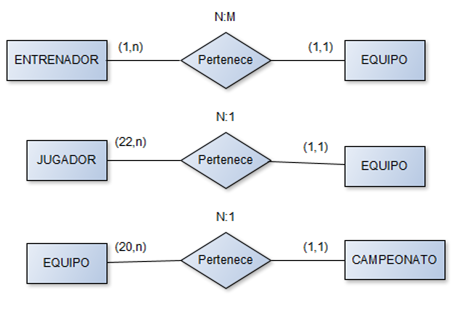 N:M
(1,n)
(1,1)
ENTRENADOR
Pertenece
EQUIPO
N:1
(22,n)
(1,1)
JUGADOR
Pertenece
EQUIPO
N:1
(20,n)
(1,1)
EQUIPO
Pertenece
CAMPEONATO